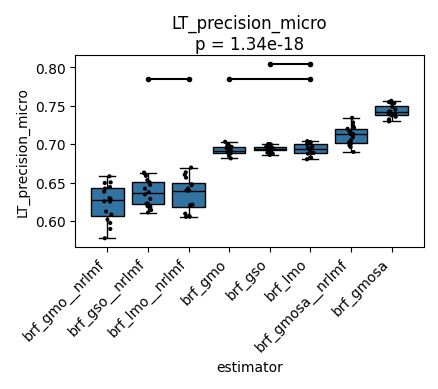 LT_precision_micro
p = 1.34e-18
LT_precision_micro
0.80
0.75
0.70
0.65
0.60
brf_gmo__nrlmf
brf_gso__nrlmf
brf_lmo__nrlmf
brf_gmo
brf_gso
brf_lmo
brf_gmosa__nrlmf
brf_gmosa
estimator